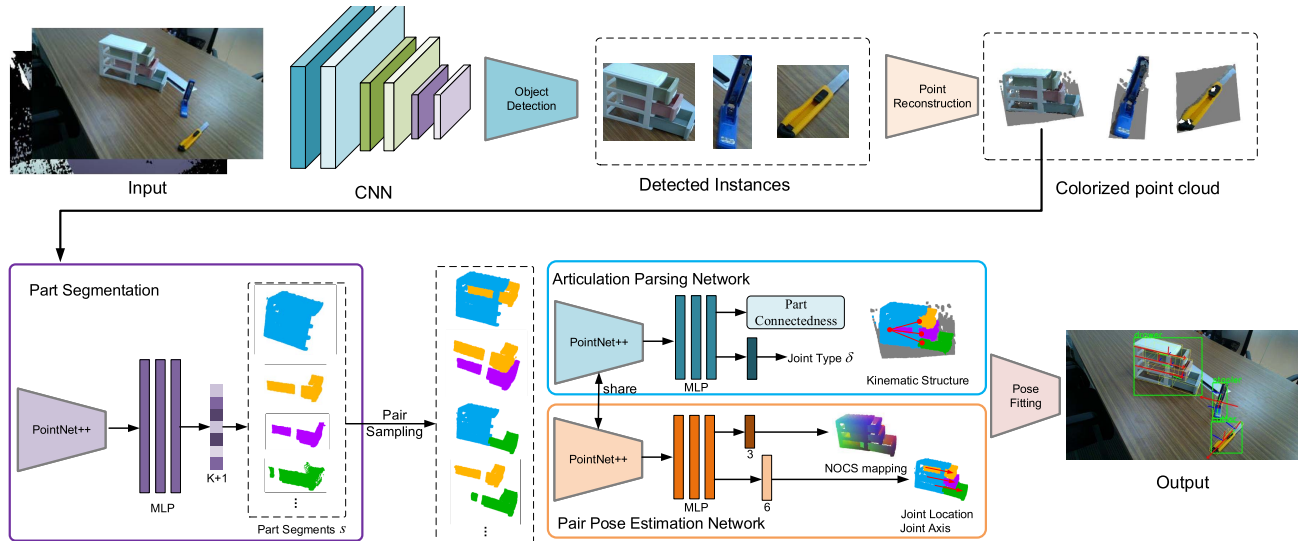 Object
Detection
Point
Reconstruction
Input
CNN
Detected Instances
Colorized point cloud
Part Segmentation
PointNet++
MLP
K+1
Part Segments s
Pair
Sampling
Articulation Parsing Network
PointNet++
MLP
Part
Connectedness
Joint Type δ
Kinematic Structure
share
PointNet++
MLP
3
6
NOCS mapping
Joint Location
Joint Axis
Pair Pose Estimation Network
Pose
Fitting
Output